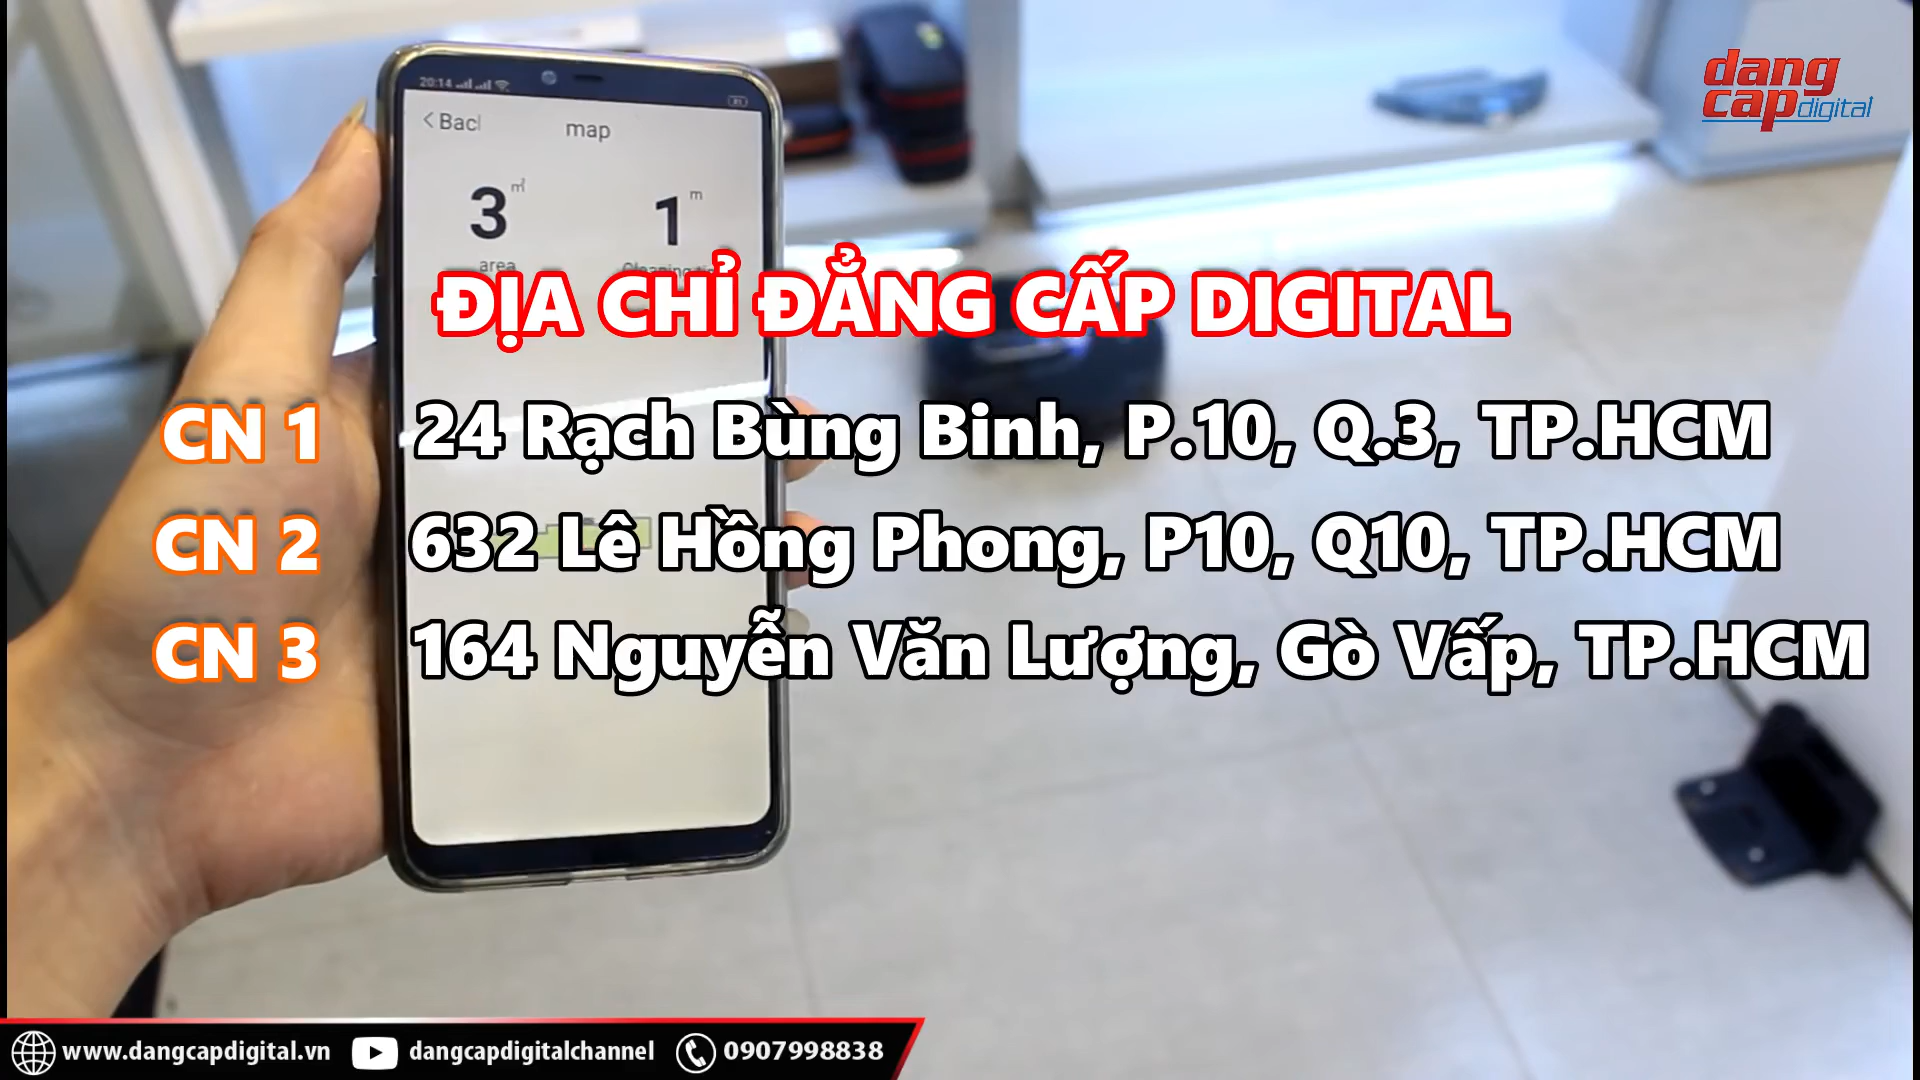 20:14
dang
cap digital
< Bac
map
3 m² 1 m
area
ĐỊA CHỈ ĐẲNG CẤP DIGITAL
CN 1 24 Rạch Bùng Binh, P.10, Q.3, TP.HCM
CN 2 632 Lê Hồng Phong, P10, Q10, TP.HCM
CN 3 164 Nguyễn Văn Lượng, Gò Vấp, TP.HCM
www.dangcapdigital.vn dangcapdigitalchannel 0907998838